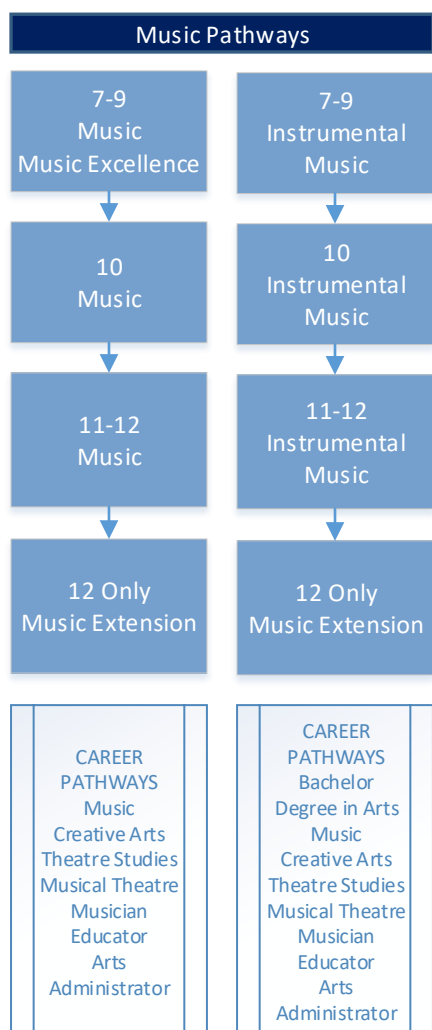 Music Pathways
7-9
Music
Music Excellence
10
Music
11-12
Music
12 Only
Music Extension
CAREER
PATHWAYS
Music
Creative Arts
Theatre Studies
Musical Theatre
Musician
Educator
Arts
Administrator
7-9
Instrumental
Music
10
Instrumental
Music
11-12
Instrumental
Music
12 Only
Music Extension
CAREER
PATHWAYS
Bachelor
Degree in Arts
Music
Creative Arts
Theatre Studies
Musical Theatre
Musician
Educator
Arts
Administrator